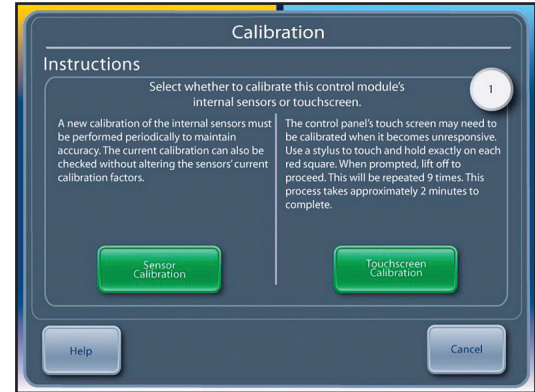 Calibration
Instructions
Select whether to calibrate this control module's
internal sensors or touchscreen.
1
A new calibration of the internal sensors must
be performed periodically to maintain
accuracy. The current calibration can also be
checked without altering the sensors' current
calibration factors.
The control panel's touch screen may need to
be calibrated when it becomes unresponsive.
Use a stylus to touch and hold exactly on each
red square. When prompted, lift off to
proceed. This will be repeated 9 times. This
process takes approximately 2 minutes to
complete.
Sensor
Calibration
Touchscreen
Calibration
Help
Cancel